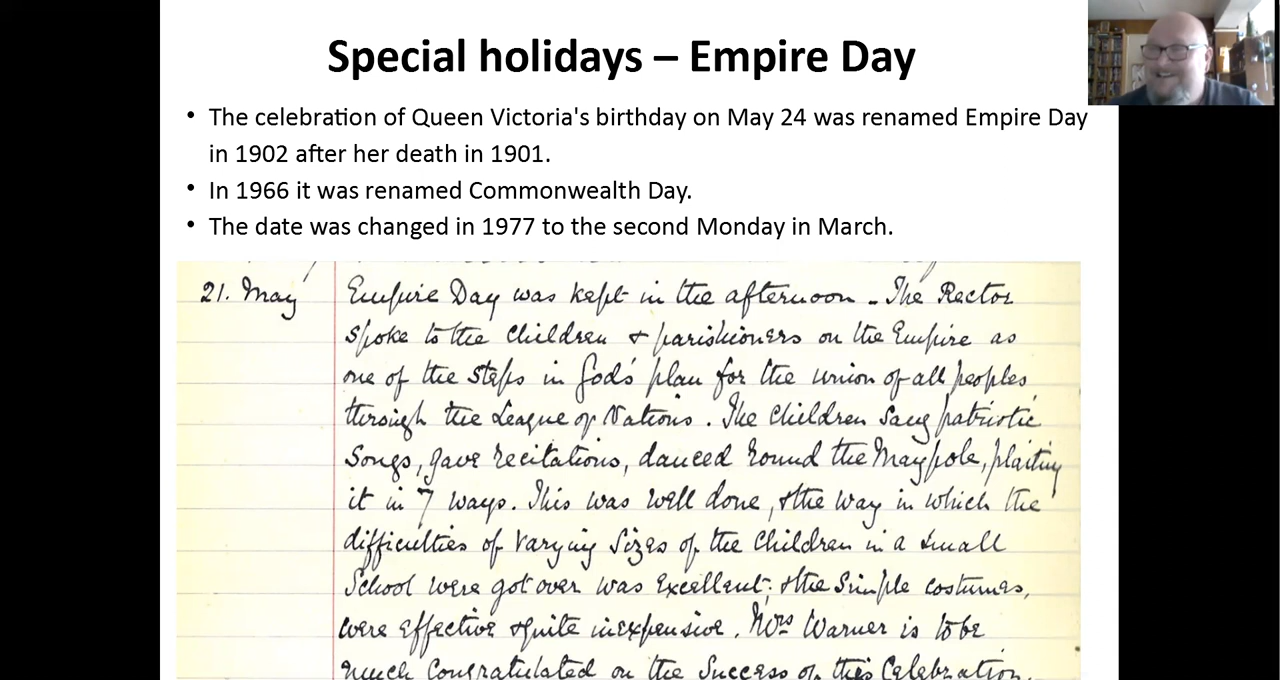 Special holidays – Empire Day
• The celebration of Queen Victoria's birthday on May 24 was renamed Empire Day
in 1902 after her death in 1901.
• In 1966 it was renamed Commonwealth Day.
• The date was changed in 1977 to the second Monday in March.
21. May Empire Day was kept in the afternoon - The Rector
spoke to the children & parishioners on the Empire as
one of the steps in God's plan for the union of all peoples
through the League of Nations. The children sang patriotic
songs, gave recitations, danced round the Maypole, plaiting
it in 7 ways. This was well done, & the way in which the
difficulties of varying sizes of the children in a small
School were got over was excellent; & the simple costumes,
were effective & quite inexpensive. Mrs Warner is to be
much congratulated on the success of this celebration.